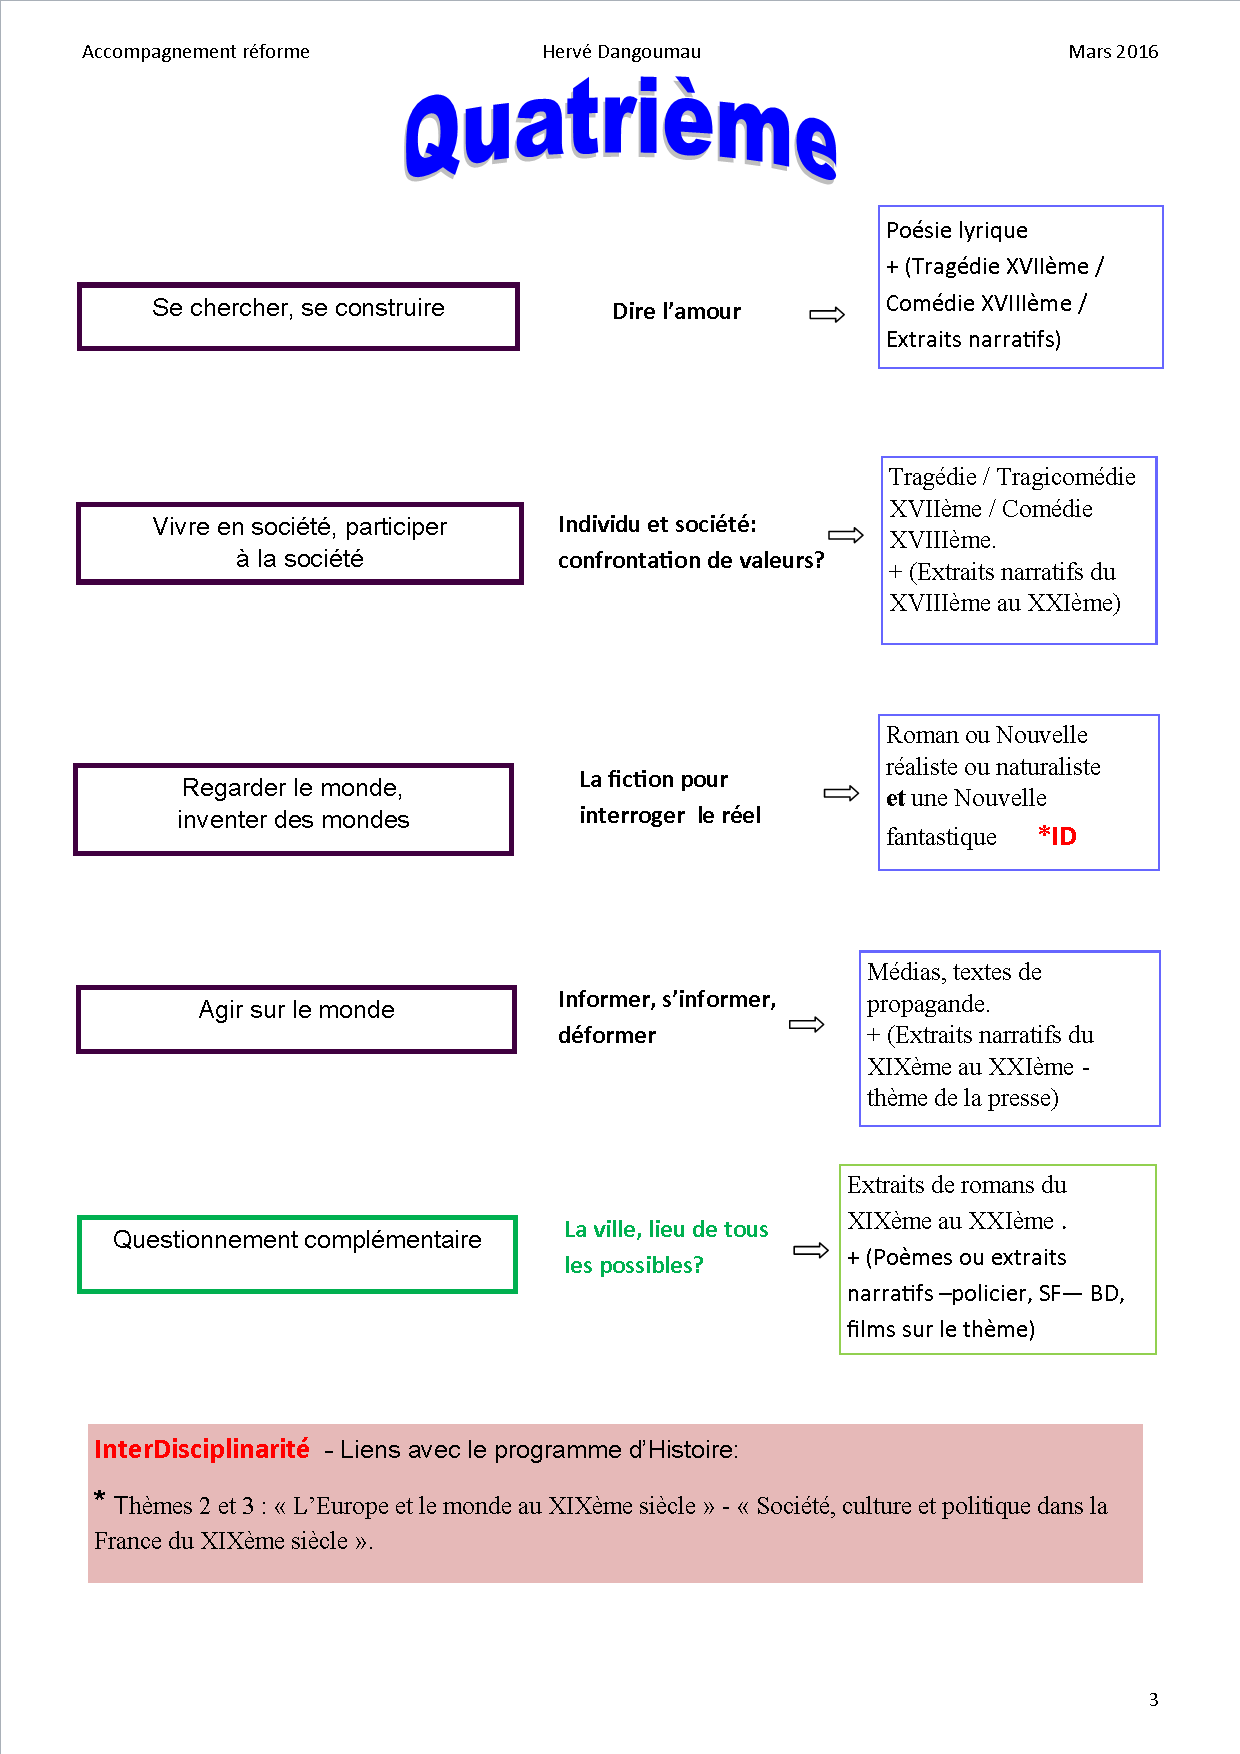 Accompagnement réforme Hervé Dangoumau Mars 2016
Quatrième
Se chercher, se construire
Dire l’amour
Poésie lyrique
+ (Tragédie XVIIème /
Comédie XVIIIème /
Extraits narratifs)
Vivre en société, participer
à la société
Individu et société:
confrontation de valeurs?
Tragédie / Tragicomédie
XVIIème / Comédie
XVIIIème.
+ (Extraits narratifs du
XVIIIème au XXIème)
Regarder le monde,
inventer des mondes
La fiction pour
interroger le réel
Roman ou Nouvelle
réaliste ou naturaliste
et une Nouvelle
fantastique *ID
Agir sur le monde
Informer, s’informer,
déformer
Médias, textes de
propagande.
+ (Extraits narratifs du
XIXème au XXIème -
thème de la presse)
Questionnement complémentaire
La ville, lieu de tous
les possibles?
Extraits de romans du
XIXème au XXIème .
+ (Poèmes ou extraits
narratifs –policier, SF— BD,
films sur le thème)
InterDisciplinarité - Liens avec le programme d’Histoire:
* Thèmes 2 et 3 : « L’Europe et le monde au XIXème siècle » - « Société, culture et politique dans la
France du XIXème siècle ».
3